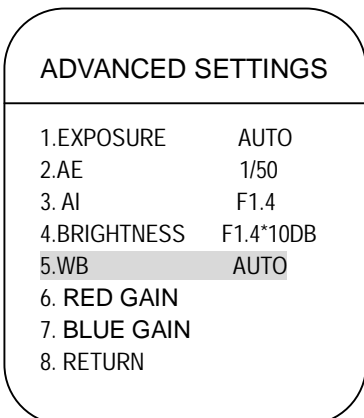 ADVANCED SETTINGS
1.EXPOSURE AUTO
2.AE 1/50
3. AI F1.4
4.BRIGHTNESS F1.4*10DB
5.WB AUTO
6. RED GAIN
7. BLUE GAIN
8. RETURN